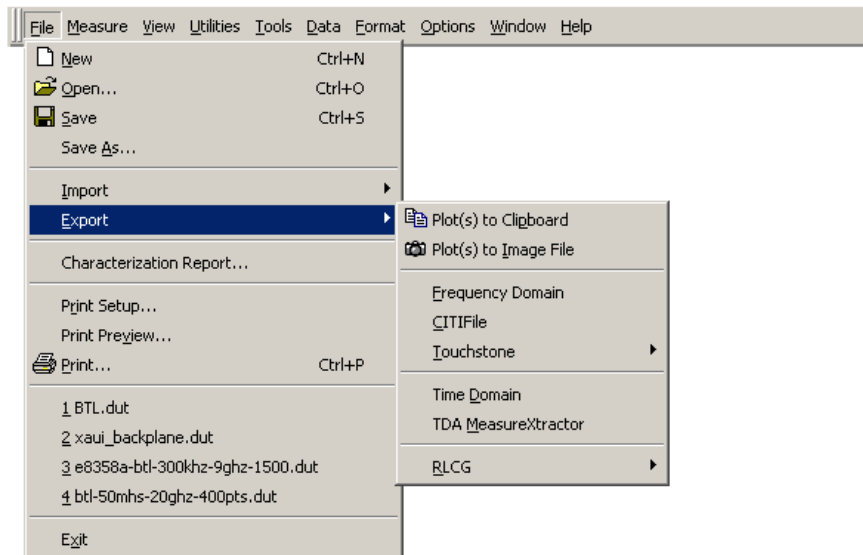 File Measure View Utilities Tools Data Format Options Window Help
New Ctrl+N
Open... Ctrl+O
Save Ctrl+S
Save As...
Import
Export
Characterization Report...
Print Setup...
Print Preview...
Print... Ctrl+P
1 BTL.dut
2 xaui_backplane.dut
3 e8358a-btl-300khz-9ghz-1500.dut
4 btl-50mhs-20ghz-400pts.dut
Exit
Plot(s) to Clipboard
Plot(s) to Image File
Frequency Domain
CITIFile
Touchstone
Time Domain
TDA MeasureXtractor
RLCG